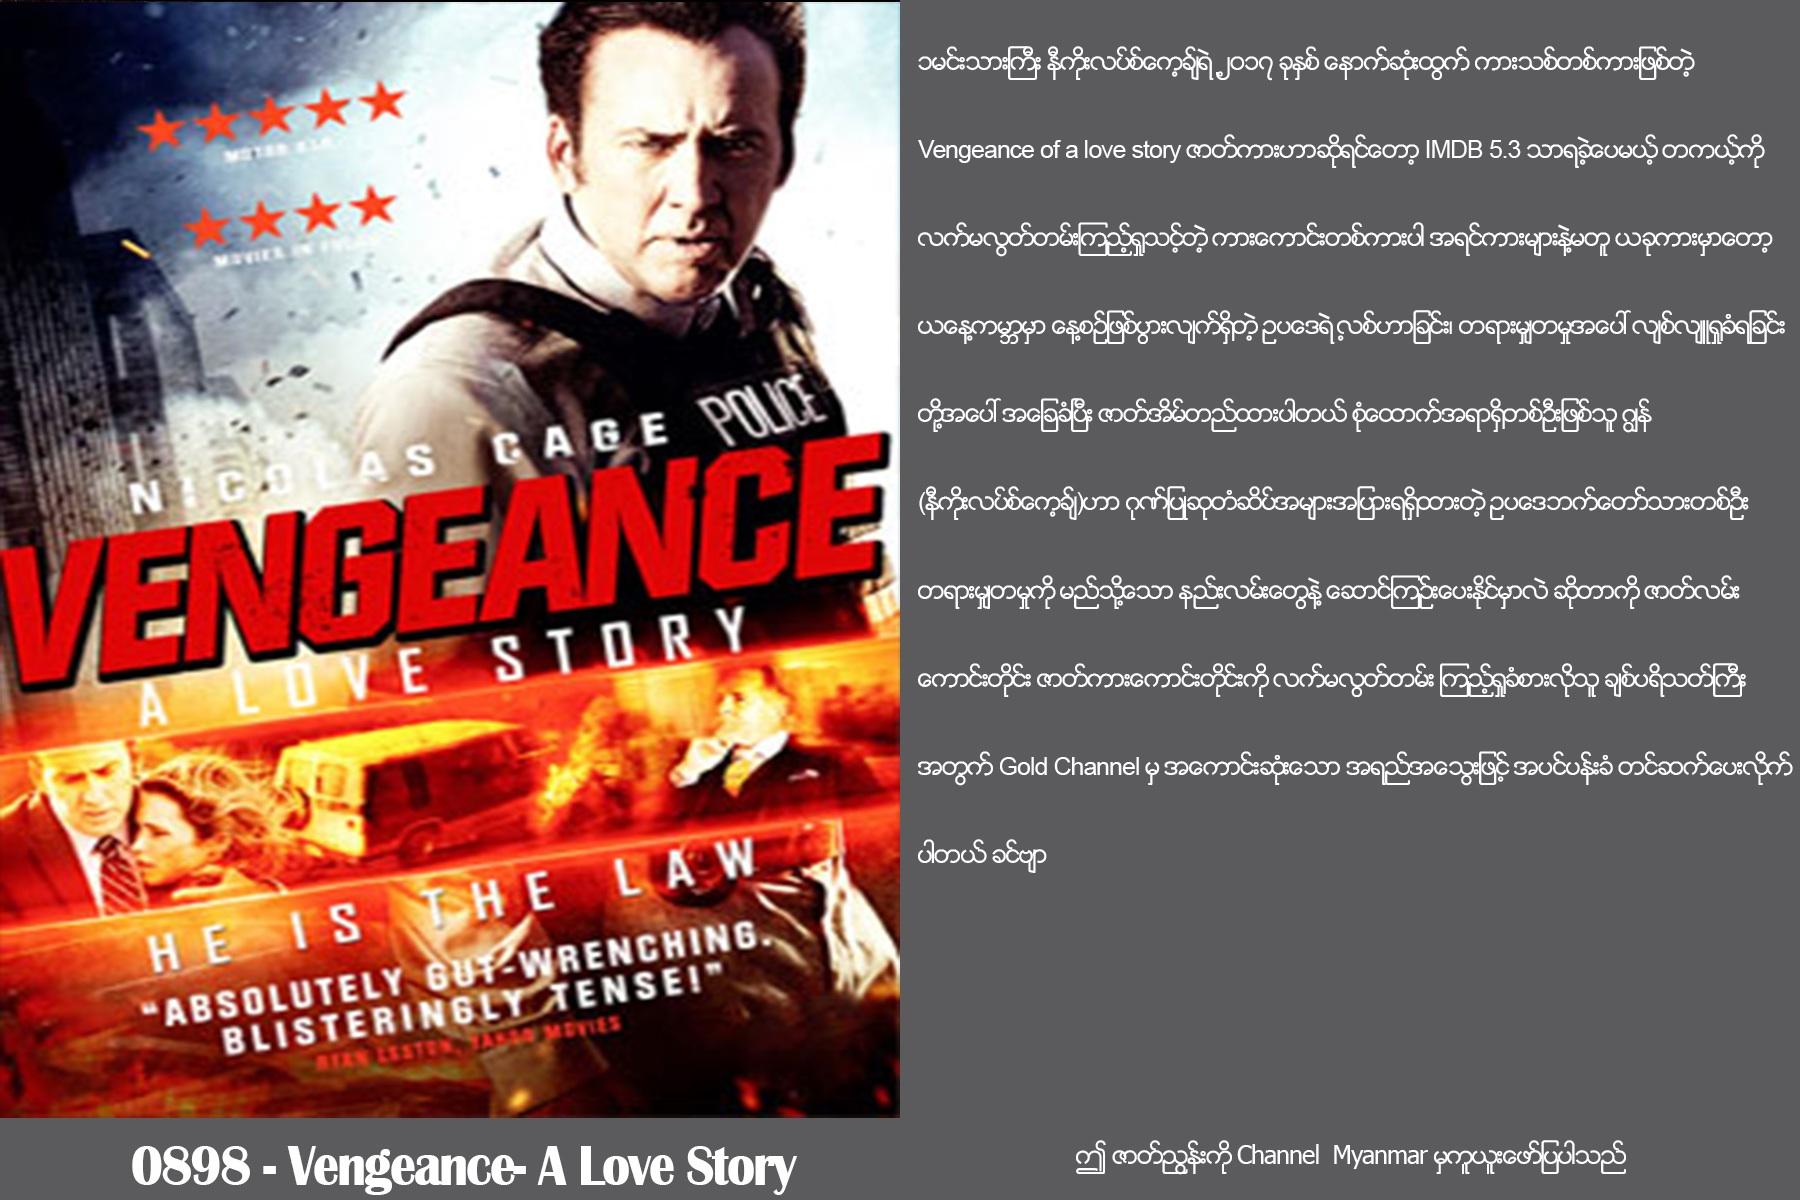 MOVIES IN FOCUS
NICOLAS CAGE
POLICE
VENGEANCE
A LOVE STORY
HE IS THE LAW
"ABSOLUTELY GUT-WRENCHING.
BLISTERINGLY TENSE!"
RYAN LESTON, YAHOO MOVIES
0898 - Vengeance- A Love Story
၁မင်းသားကြီး နီကိုးလပ်စ်ကေ့ခ်ျရဲ့ ၂၀၁၇ ခုနှစ် နောက်ဆုံးထွက် ကားသစ်တစ်ကားဖြစ်တဲ့
Vengeance of a love story ဇာတ်ကားဟာဆိုရင်တော့ IMDB 5.3 သာရခဲ့ပေမယ့် တကယ့်ကို
လက်မလွတ်တမ်းကြည့်ရှုသင့်တဲ့ ကားကောင်းတစ်ကားပါ အရင်ကားများနဲ့မတူ ယခုကားမှာတော့
ယနေ့ကမ္ဘာမှာ နေ့စဉ်ဖြစ်ပွားလျက်ရှိတဲ့ ဥပဒေရဲ့လစ်ဟာခြင်း၊ တရားမျှတမှုအပေါ် လျစ်လျူရှုခံရခြင်း
တို့အပေါ် အခြေခံပြီး ဇာတ်အိမ်တည်ထားပါတယ် စုံထောက်အရာရှိတစ်ဦးဖြစ်သူ ဂျွန်
(နီကိုးလပ်စ်ကေ့ခ်ျ)ဟာ ဂုဏ်ပြုဆုတံဆိပ်အများအပြားရရှိထားတဲ့ ဥပဒေဘက်တော်သားတစ်ဦး
တရားမျှတမှုကို မည်သို့သော နည်းလမ်းတွေနဲ့ ဆောင်ကြဉ်းပေးနိုင်မှာလဲ ဆိုတာကို ဇာတ်လမ်း
ကောင်းတိုင်း ဇာတ်ကားကောင်းတိုင်းကို လက်မလွတ်တမ်း ကြည့်ရှုခံစားလိုသူ ချစ်ပရိသတ်ကြီး
အတွက် Gold Channel မှ အကောင်းဆုံးသော အရည်အသွေးဖြင့် အပင်ပန်းခံ တင်ဆက်ပေးလိုက်
ပါတယ် ခင်ဗျာ
ဤ ဇာတ်ညွှန်းကို Channel Myanmar မှကူယူးဖော်ပြပါသည်